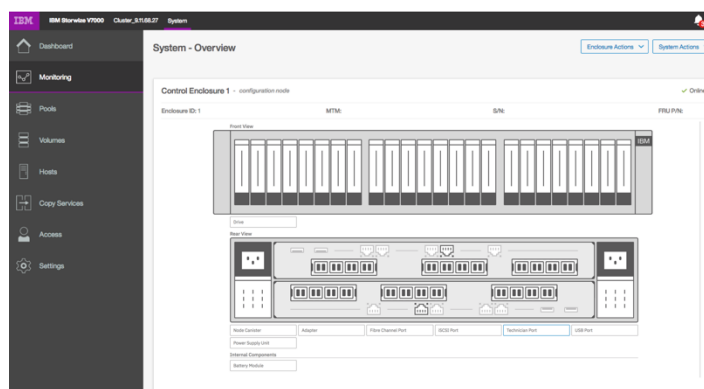 IBM IBM Storwize V7000 Cluster_9.11.68.27 System
Dashboard
System - Overview
Enclosure Actions
System Actions
Monitoring
Control Enclosure 1 - configuration node
Online
Enclosure ID: 1 MTM: S/N: FRU P/N:
Pools
Front View
IBM
Volumes
Hosts
Copy Services
Drive
Rear View
Access
Settings
Node Canister Adapter Fibre Channel Port iSCSI Port Technician Port USB Port
Power Supply Unit
Internal Components
Battery Module